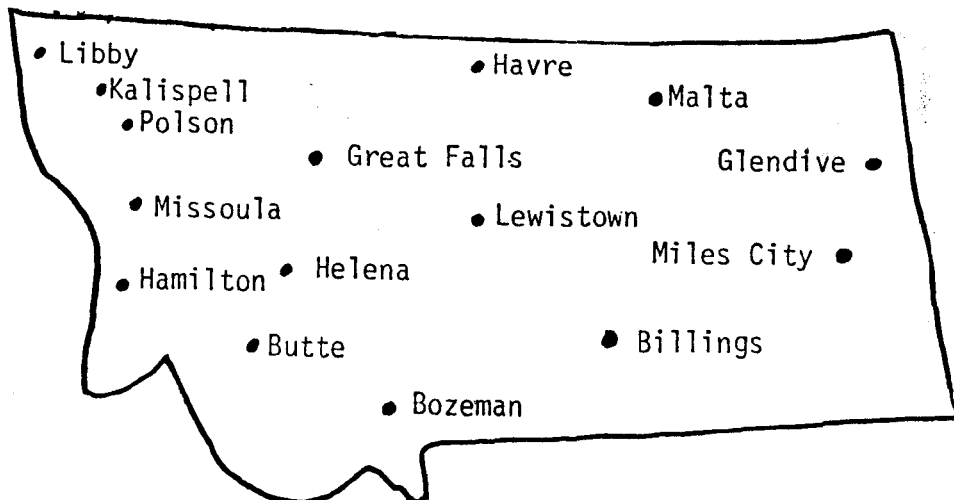 Libby
Havre
Kalispell
Malta
Polson
Great Falls
Glendive
Missoula
Lewistown
Miles City
Hamilton
Helena
Butte
Billings
Bozeman